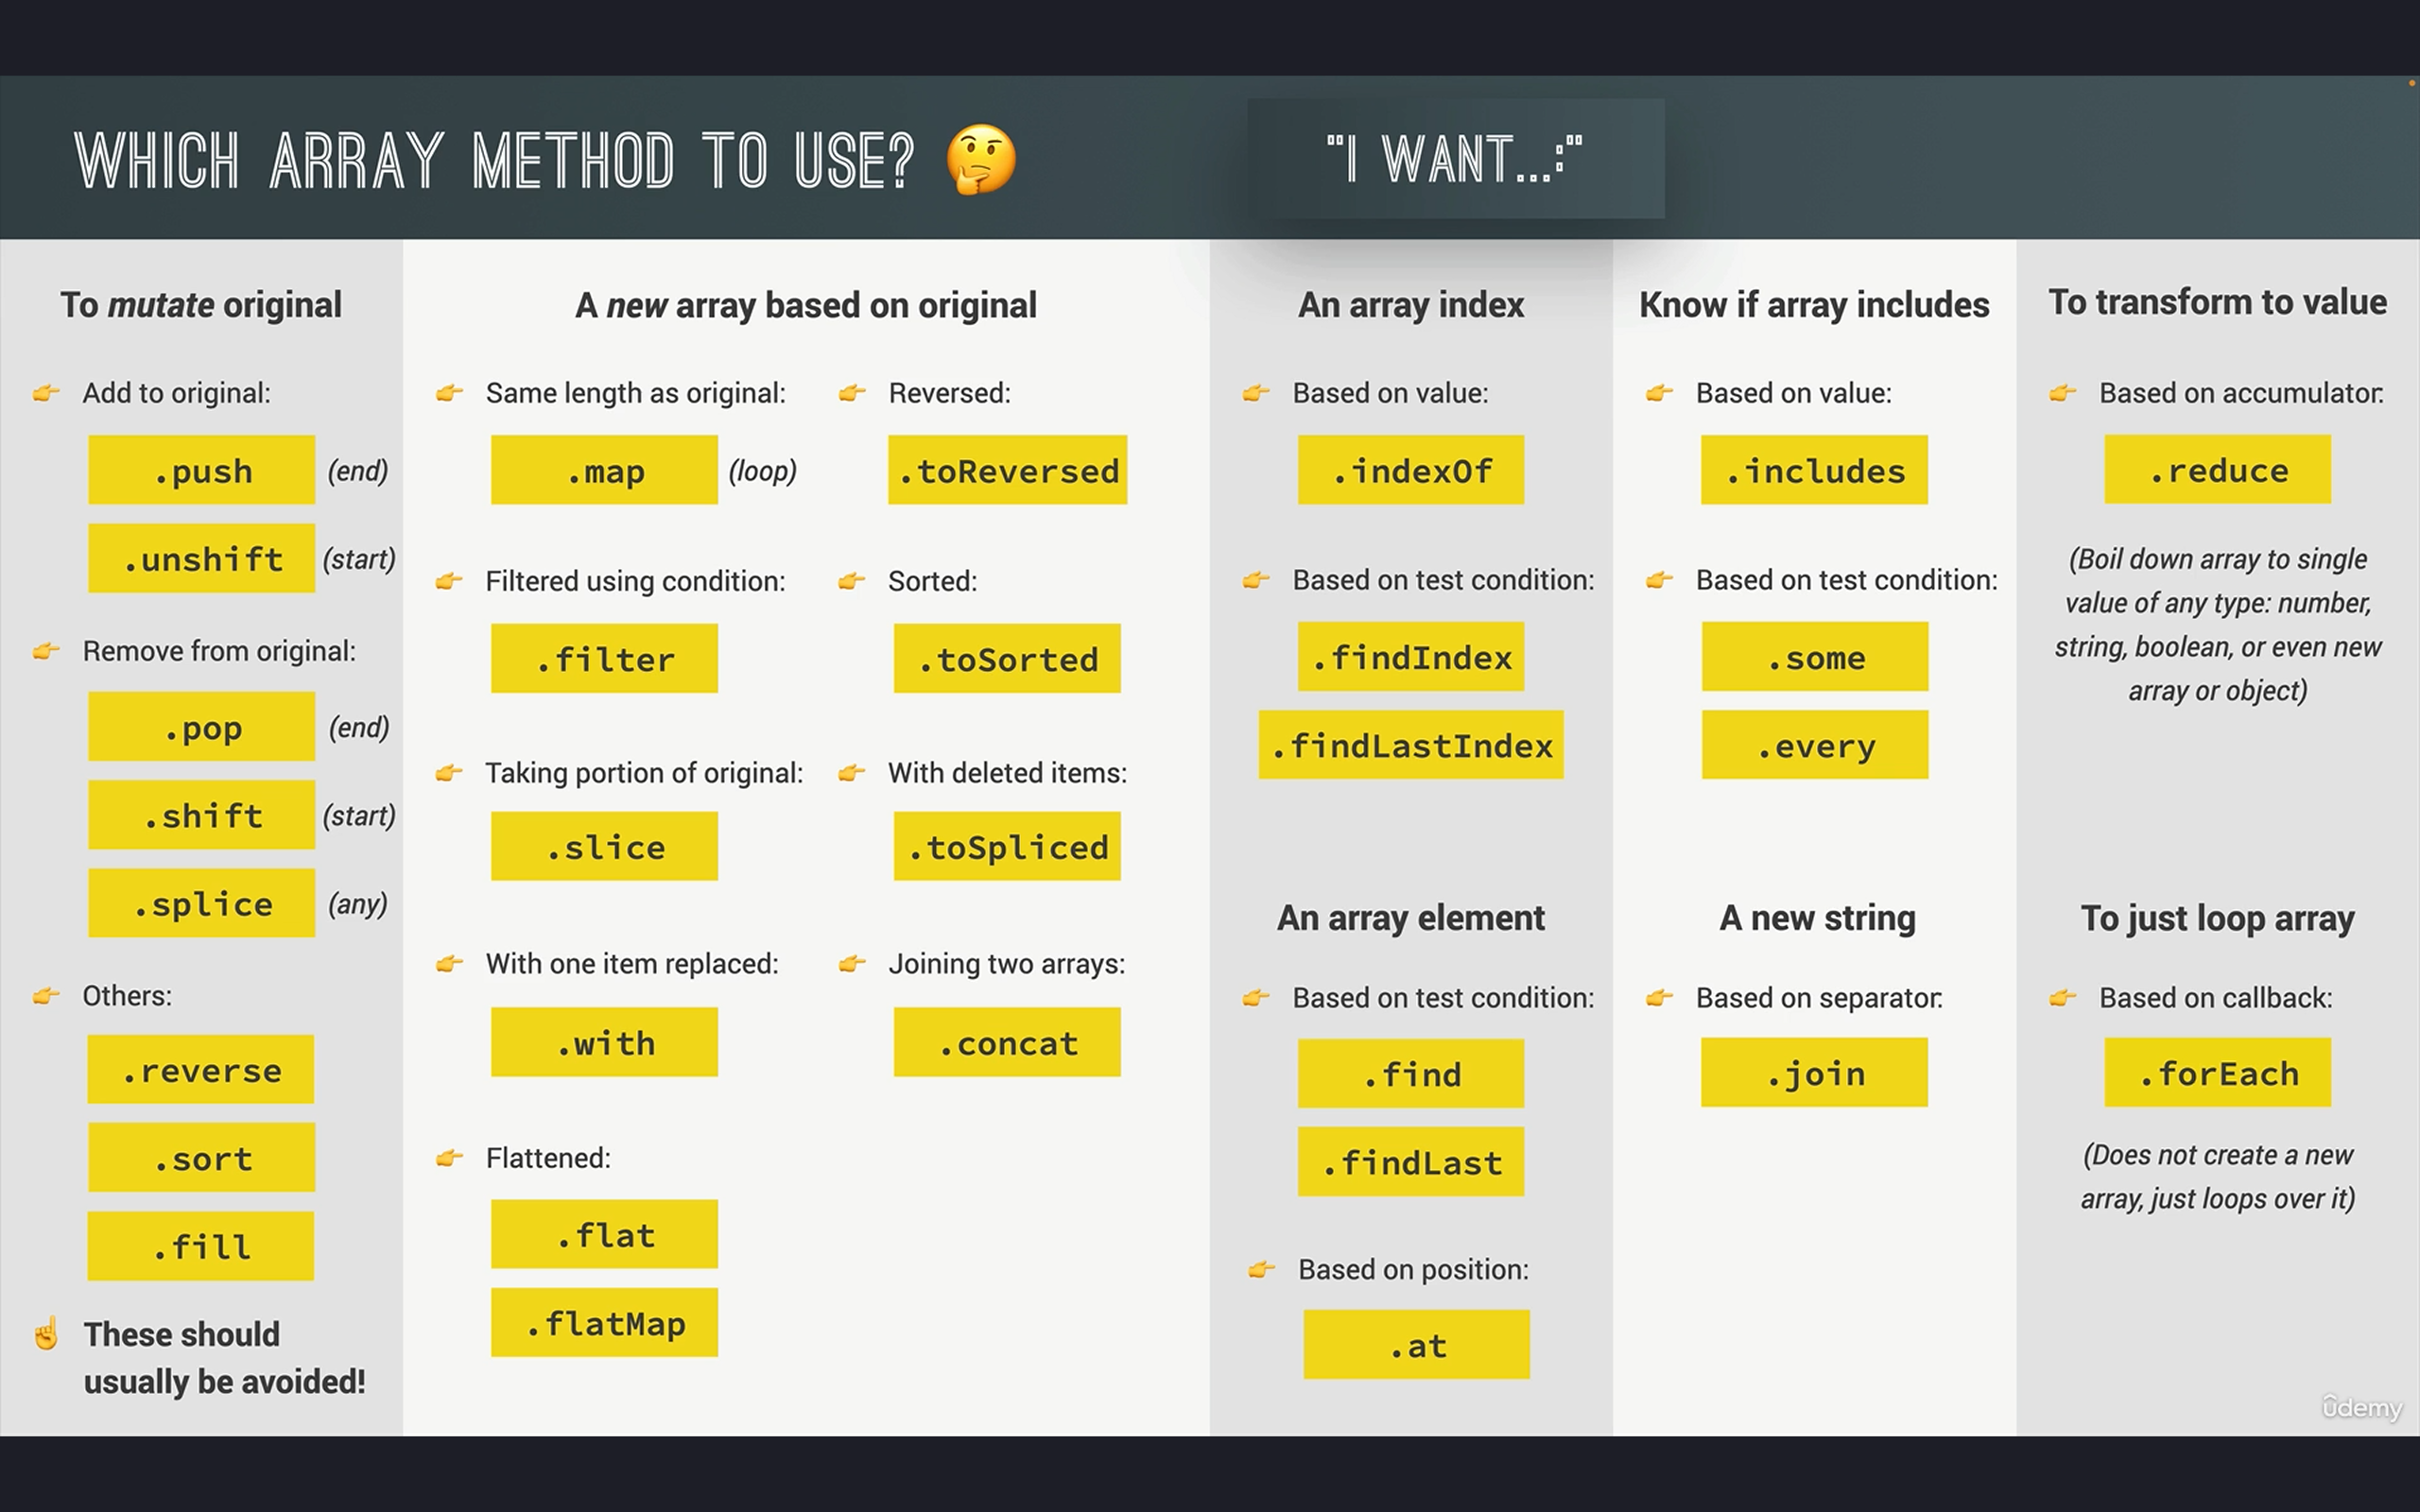 WHICH ARRAY METHOD TO USE? 🤔
"I WANT...:"
To mutate original
👉 Add to original:
.push (end)
.unshift (start)
👉 Remove from original:
.pop (end)
.shift (start)
.splice (any)
👉 Others:
.reverse
.sort
.fill
☝️ These should
usually be avoided!
A new array based on original
👉 Same length as original:
.map (loop)
👉 Filtered using condition:
.filter
👉 Taking portion of original:
.slice
👉 With one item replaced:
.with
👉 Flattened:
.flat
.flatMap
👉 Reversed:
.toReversed
👉 Sorted:
.toSorted
👉 With deleted items:
.toSpliced
👉 Joining two arrays:
.concat
An array index
👉 Based on value:
.indexOf
👉 Based on test condition:
.findIndex
.findLastIndex
An array element
👉 Based on test condition:
.find
.findLast
👉 Based on position:
.at
Know if array includes
👉 Based on value:
.includes
👉 Based on test condition:
.some
.every
A new string
👉 Based on separator:
.join
To transform to value
👉 Based on accumulator:
.reduce
(Boil down array to single
value of any type: number,
string, boolean, or even new
array or object)
To just loop array
👉 Based on callback:
.forEach
(Does not create a new
array, just loops over it)
ûdemy